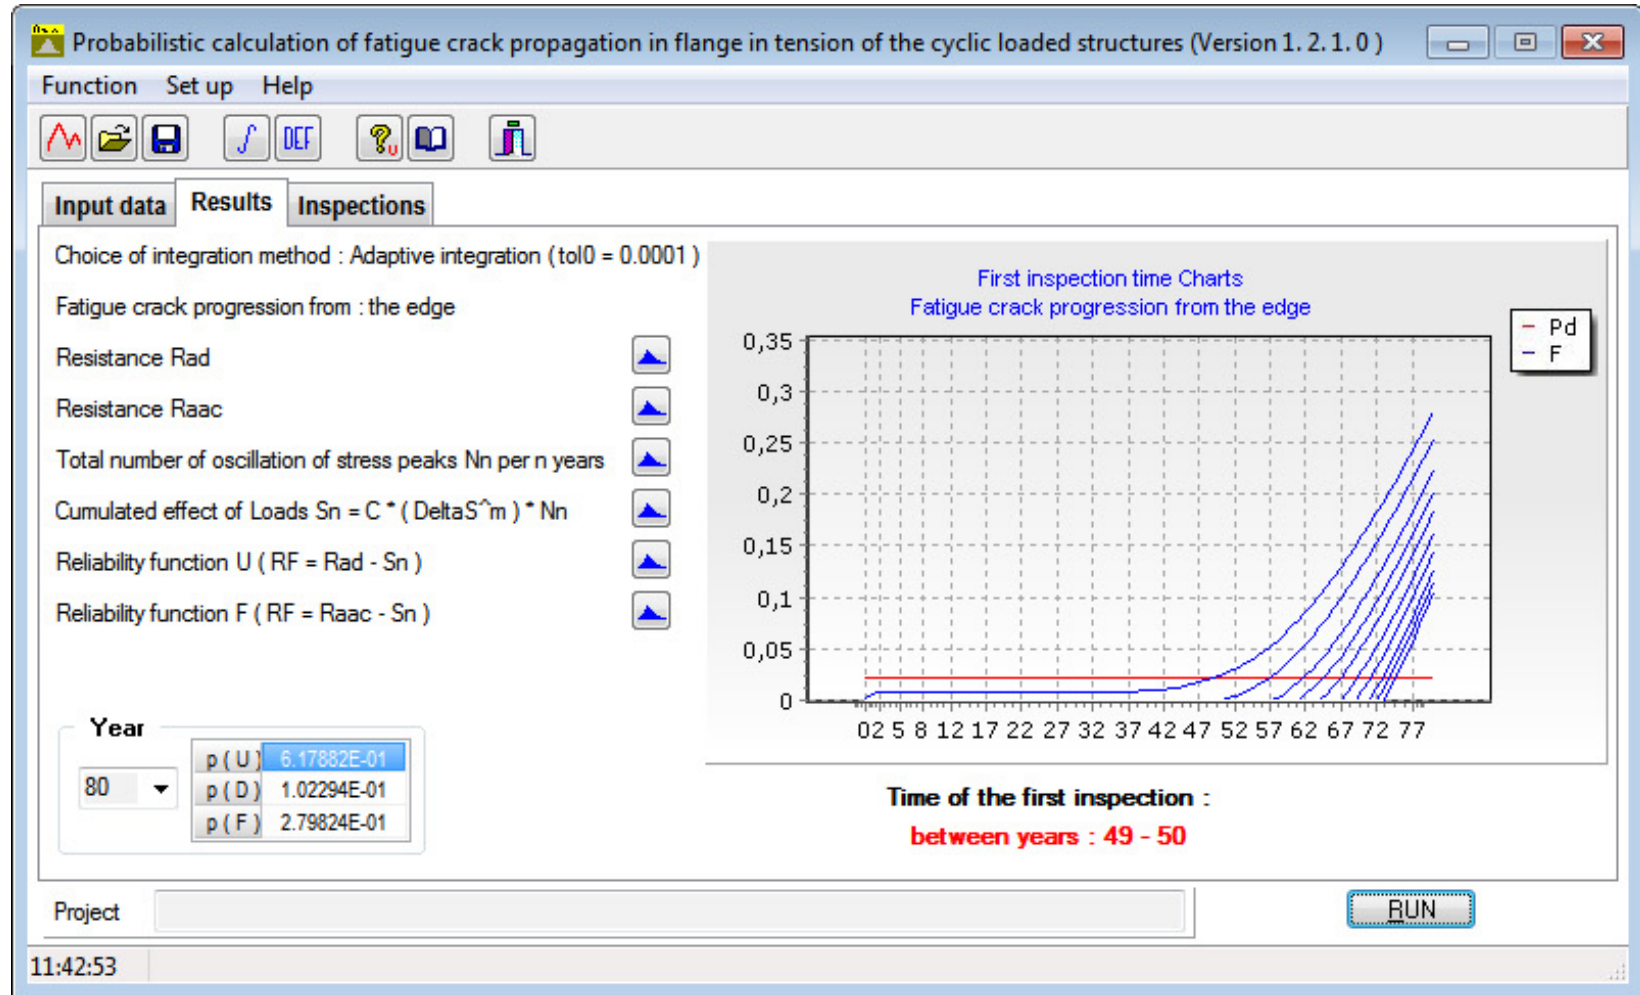 Probabilistic calculation of fatigue crack propagation in flange in tension of the cyclic loaded structures (Version 1. 2. 1. 0 )
Function Set up Help
DEF
Input data Results Inspections
Choice of integration method : Adaptive integration ( tol0 = 0.0001 )
Fatigue crack progression from : the edge
Resistance Rad
Resistance Raac
Total number of oscillation of stress peaks Nn per n years
Cumulated effect of Loads Sn = C * ( DeltaS^m ) * Nn
Reliability function U ( RF = Rad - Sn )
Reliability function F ( RF = Raac - Sn )
Year
80
p ( U ) 6.17882E-01
p ( D ) 1.02294E-01
p ( F ) 2.79824E-01
First inspection time Charts
Fatigue crack progression from the edge
Pd
F
0,35
0,3
0,25
0,2
0,15
0,1
0,05
0
02 5 8 12 17 22 27 32 37 42 47 52 57 62 67 72 77
Time of the first inspection :
between years : 49 - 50
Project
RUN
11:42:53